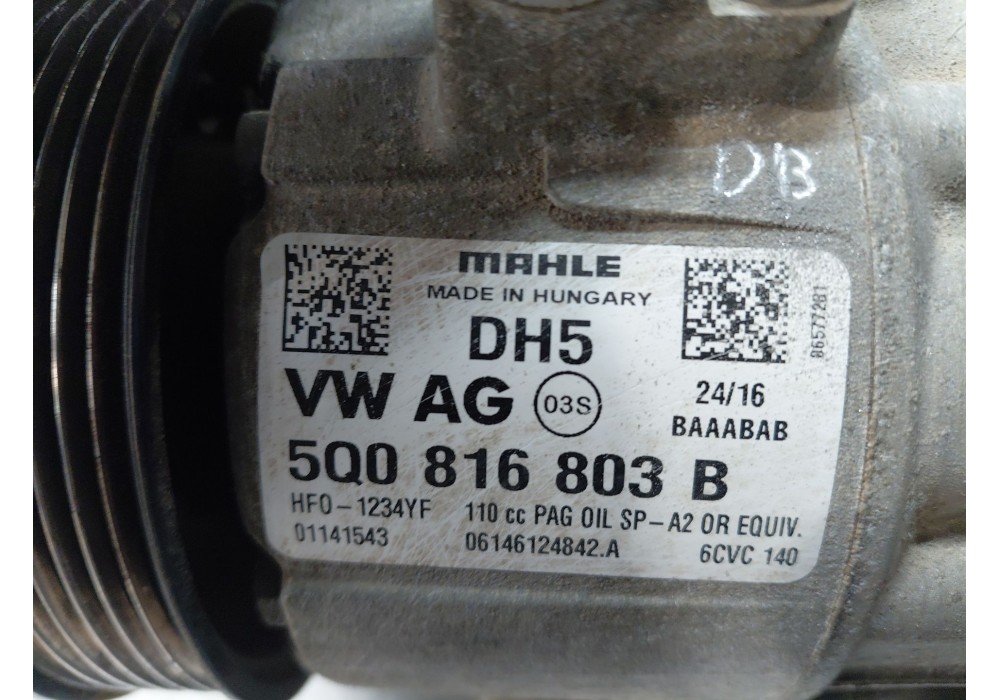 DB
MAHLE
MADE IN HUNGARY
DH5
86577281
VW AG 03S
24/16
BAAABAB
5Q0 816 803 B
HFO-1234YF 110 cc PAG OIL SP-A2 OR EQUIV.
01141543 06146124842.A 6CVC 140